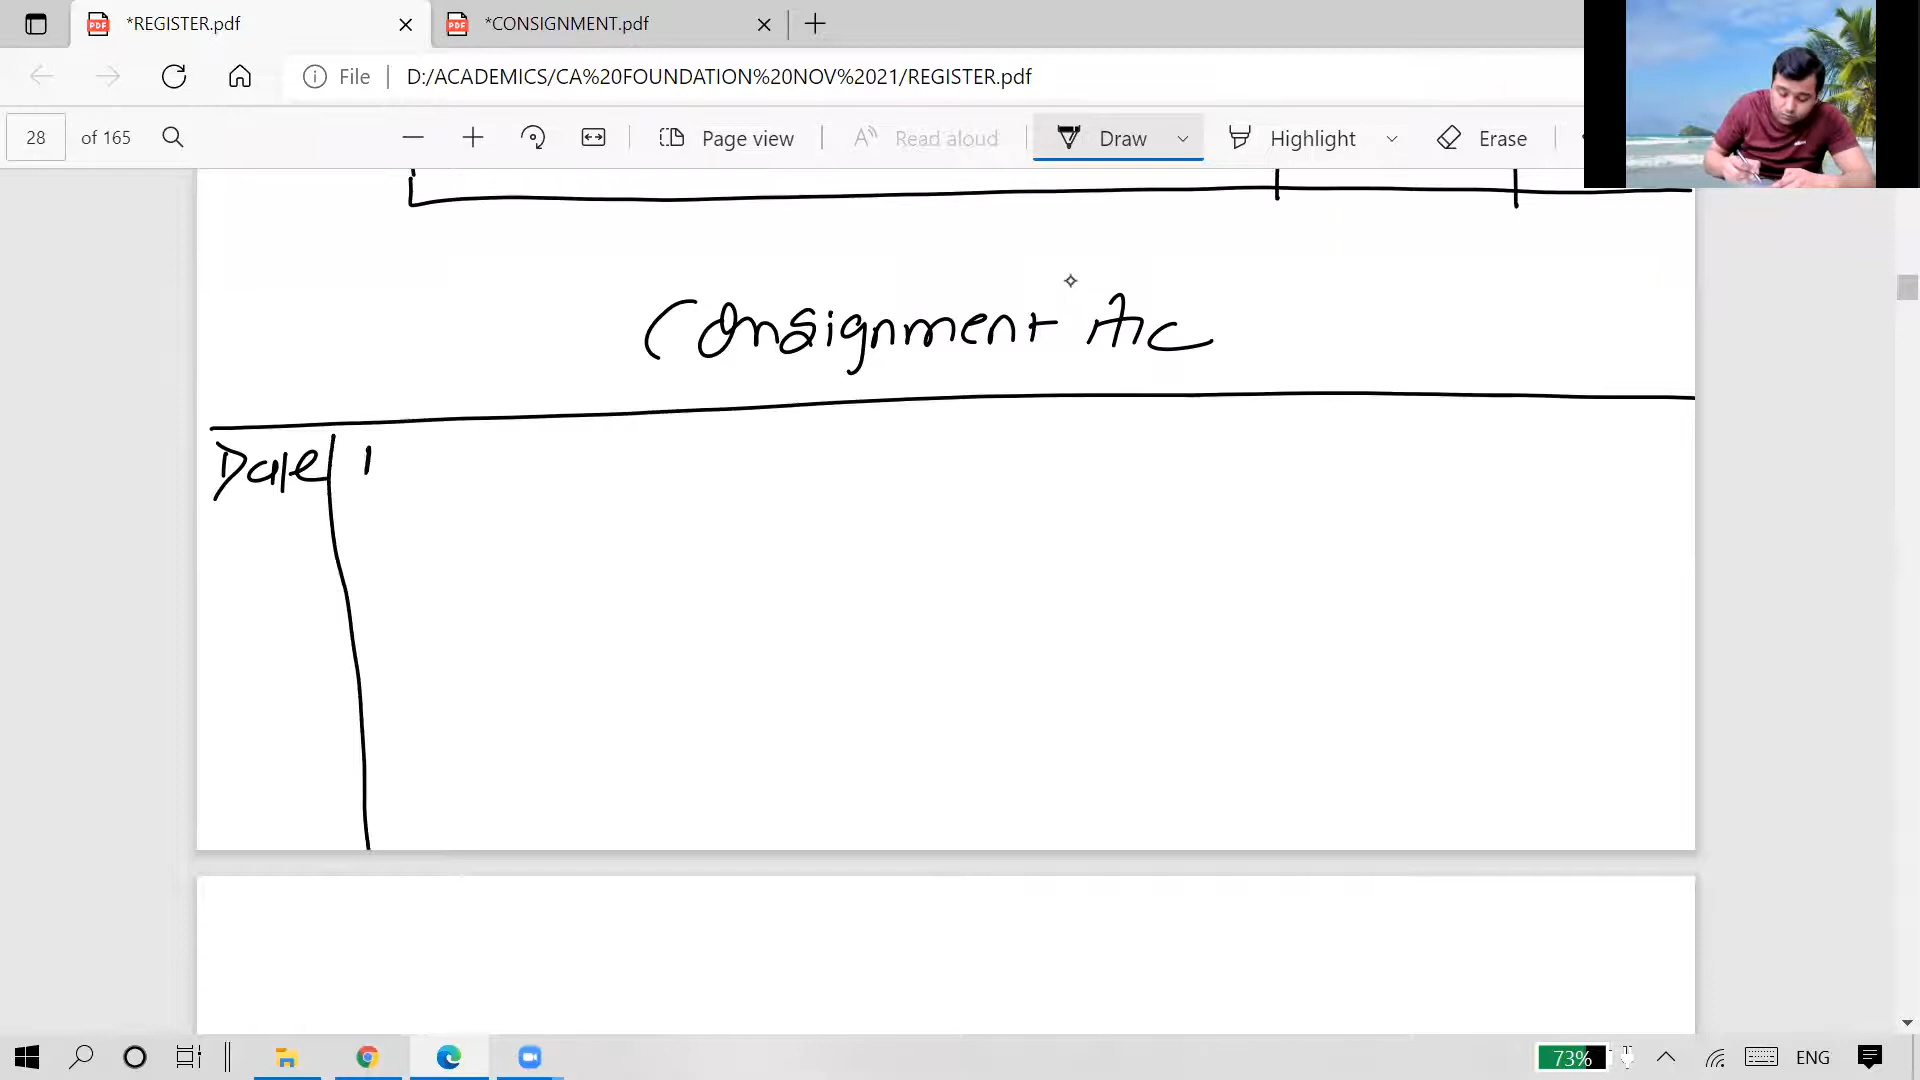 *REGISTER.pdf
*CONSIGNMENT.pdf
File
D:/ACADEMICS/CA%20FOUNDATION%20NOV%2021/REGISTER.pdf
28 of 165
Page view
Read aloud
Draw
Highlight
Erase
Consignment A/c
Date
73%
ENG